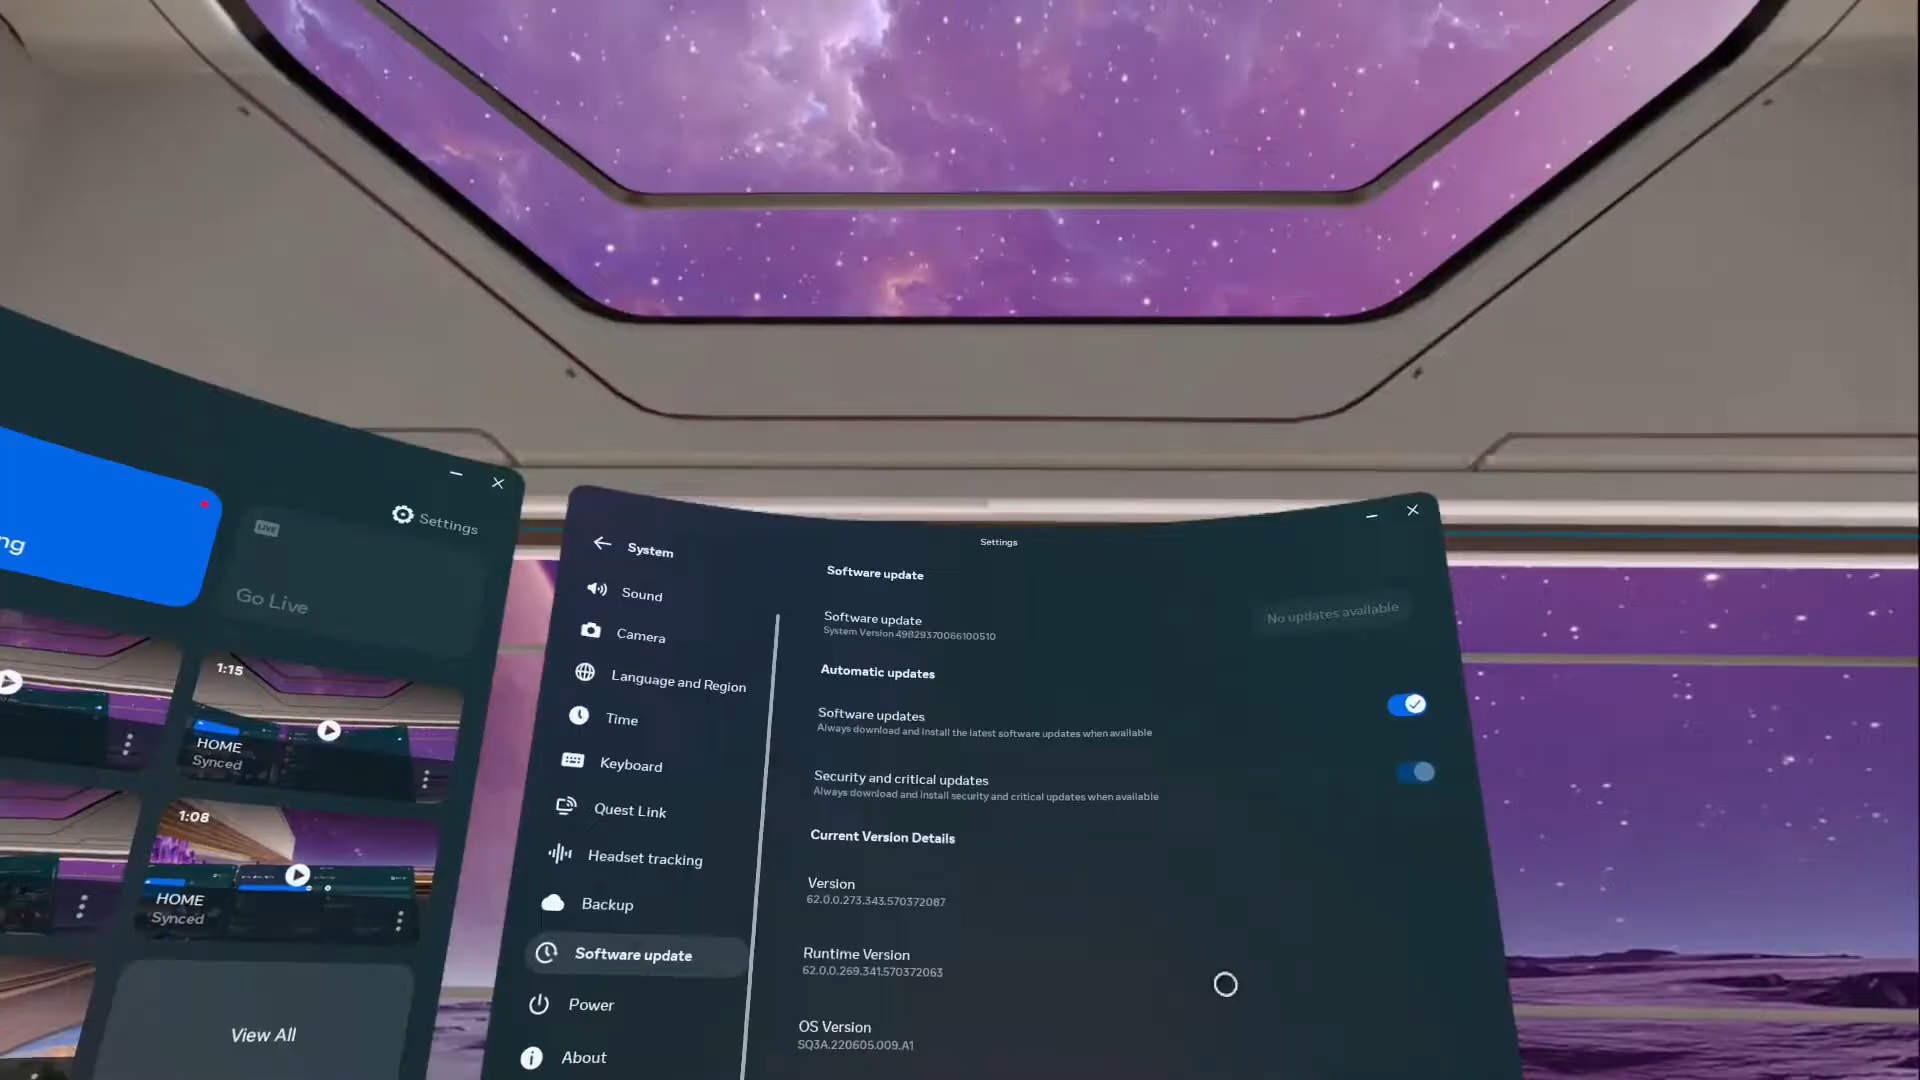 ng
LIVE
Settings
Go Live
1:15
HOME
Synced
1:08
HOME
Synced
View All
Settings
System
Sound
Camera
Language and Region
Time
Keyboard
Quest Link
Headset tracking
Backup
Software update
Power
About
Software update
Software update
System Version 49829370066100510
No updates available
Automatic updates
Software updates
Always download and install the latest software updates when available
Security and critical updates
Always download and install security and critical updates when available
Current Version Details
Version
62.0.0.273.343.570372087
Runtime Version
62.0.0.269.341.570372063
OS Version
SQ3A.220605.009.A1